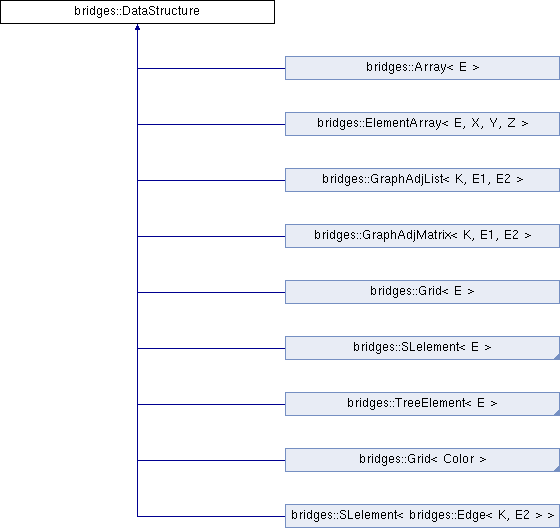 bridges::DataStructure
bridges::Array< E >
bridges::ElementArray< E, X, Y, Z >
bridges::GraphAdjList< K, E1, E2 >
bridges::GraphAdjMatrix< K, E1, E2 >
bridges::Grid< E >
bridges::SLelement< E >
bridges::TreeElement< E >
bridges::Grid< Color >
bridges::SLelement< bridges::Edge< K, E2 > >